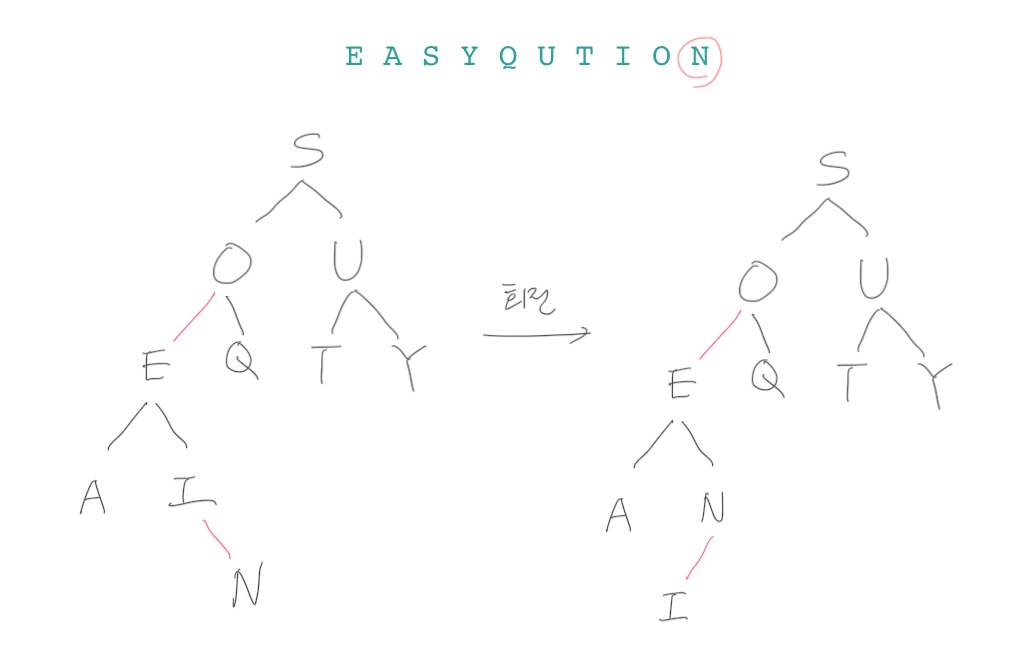 E A S Y Q U T I O N
S
S
O U
회전
O U
E Q T Y
E Q T Y
A I
A N
N
I